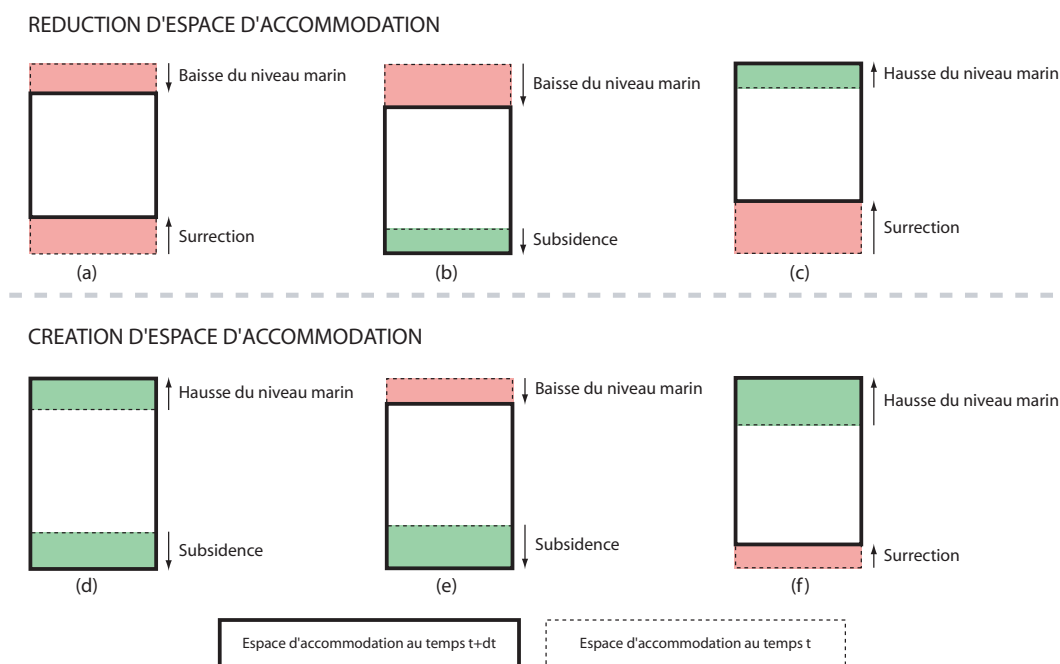 REDUCTION D'ESPACE D'ACCOMMODATION
Baisse du niveau marin
Surrection
(a)
Baisse du niveau marin
Subsidence
(b)
Hausse du niveau marin
Surrection
(c)
CREATION D'ESPACE D'ACCOMMODATION
Hausse du niveau marin
Subsidence
(d)
Baisse du niveau marin
Subsidence
(e)
Hausse du niveau marin
Surrection
(f)
Espace d'accommodation au temps t+dt
Espace d'accommodation au temps t